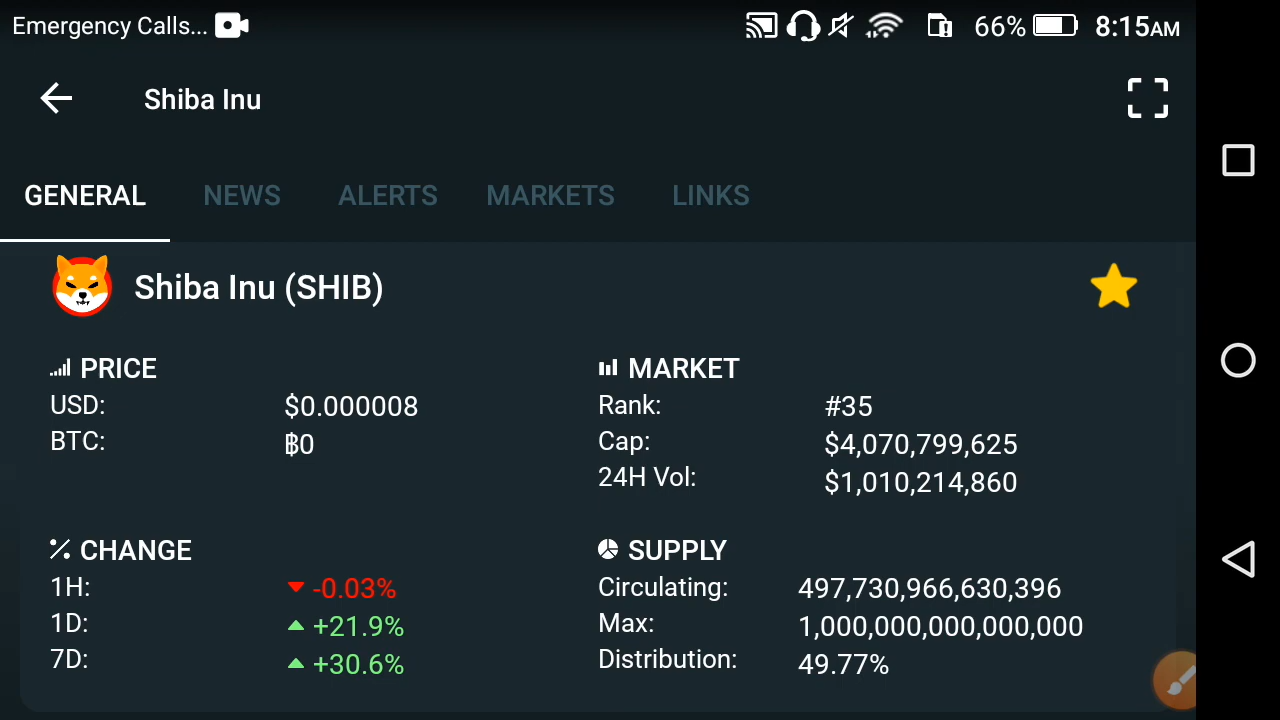 Emergency Calls... 66% 8:15AM
Shiba Inu
GENERAL NEWS ALERTS MARKETS LINKS
Shiba Inu (SHIB)
PRICE
USD: $0.000008
BTC: ฿0
MARKET
Rank: #35
Cap: $4,070,799,625
24H Vol: $1,010,214,860
CHANGE
1H: -0.03%
1D: +21.9%
7D: +30.6%
SUPPLY
Circulating: 497,730,966,630,396
Max: 1,000,000,000,000,000
Distribution: 49.77%